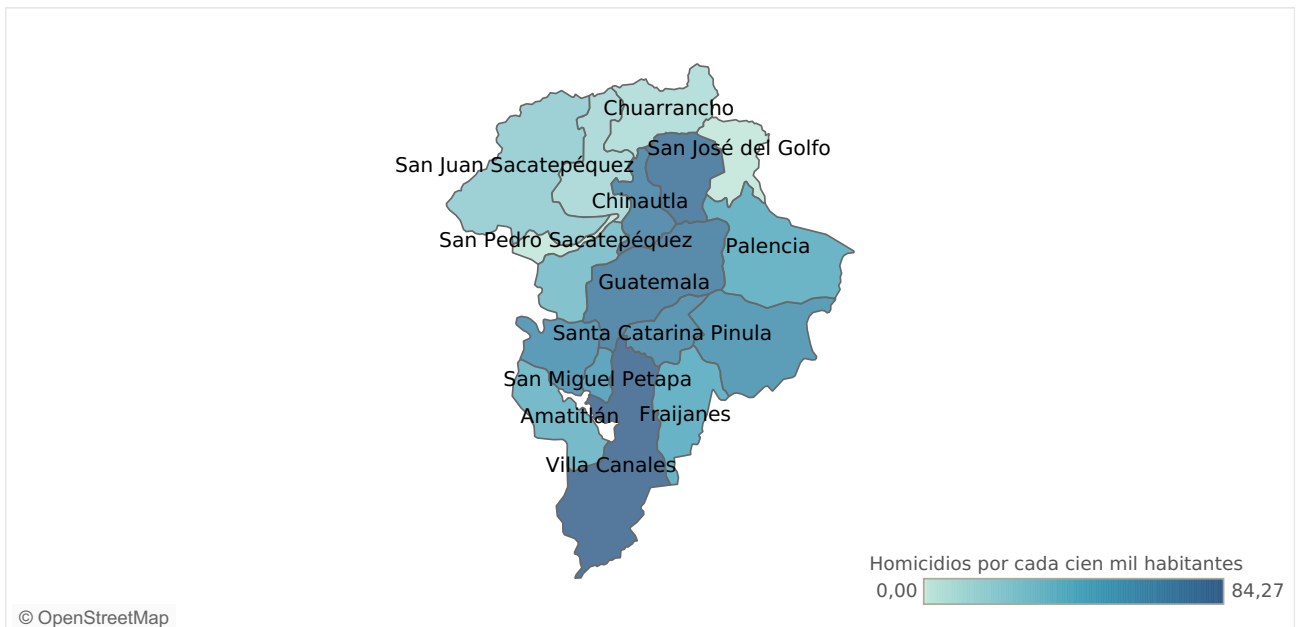 Chuarrancho
San José del Golfo
San Juan Sacatepéquez
Chinautla
San Pedro Sacatepéquez
Palencia
Guatemala
Santa Catarina Pinula
San Miguel Petapa
Amatitlán
Fraijanes
Villa Canales
Homicidios por cada cien mil habitantes
0,00
84,27
© OpenStreetMap